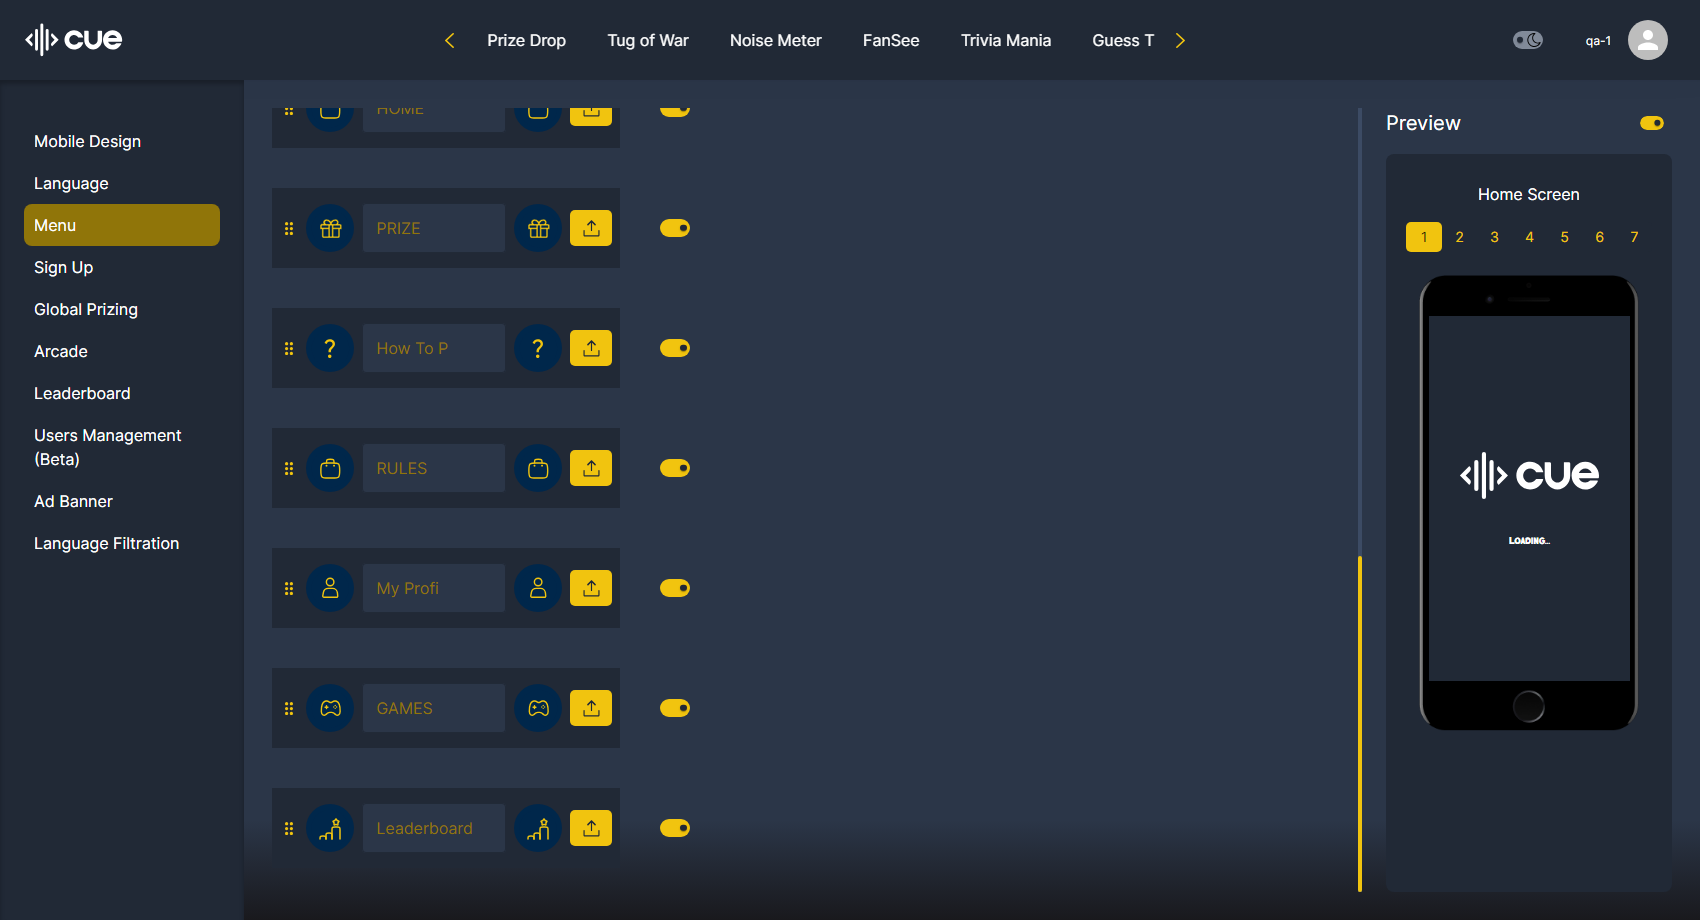 cue
Prize Drop
Tug of War
Noise Meter
FanSee
Trivia Mania
Guess T
qa-1
Mobile Design
Language
Menu
Sign Up
Global Prizing
Arcade
Leaderboard
Users Management
(Beta)
Ad Banner
Language Filtration
HOME
PRIZE
? How To P ?
RULES
My Profi
GAMES
Leaderboard
Preview
Home Screen
1 2 3 4 5 6 7
cue
LOADING...